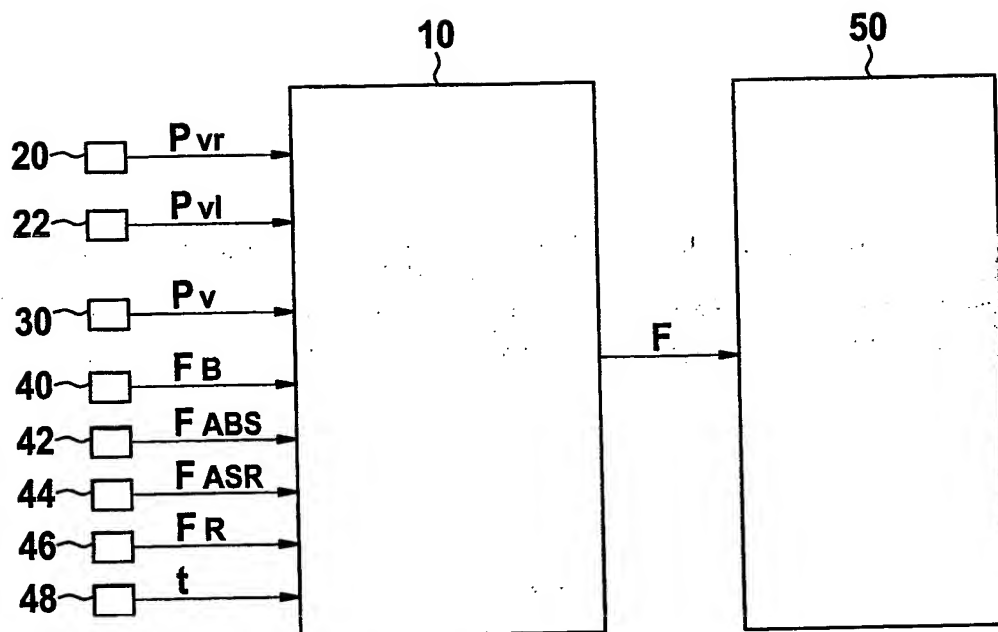 10
50
20 Pvr
22 Pvl
30 Pv
F
40 FB
42 FABS
44 FASR
46 FR
48 t